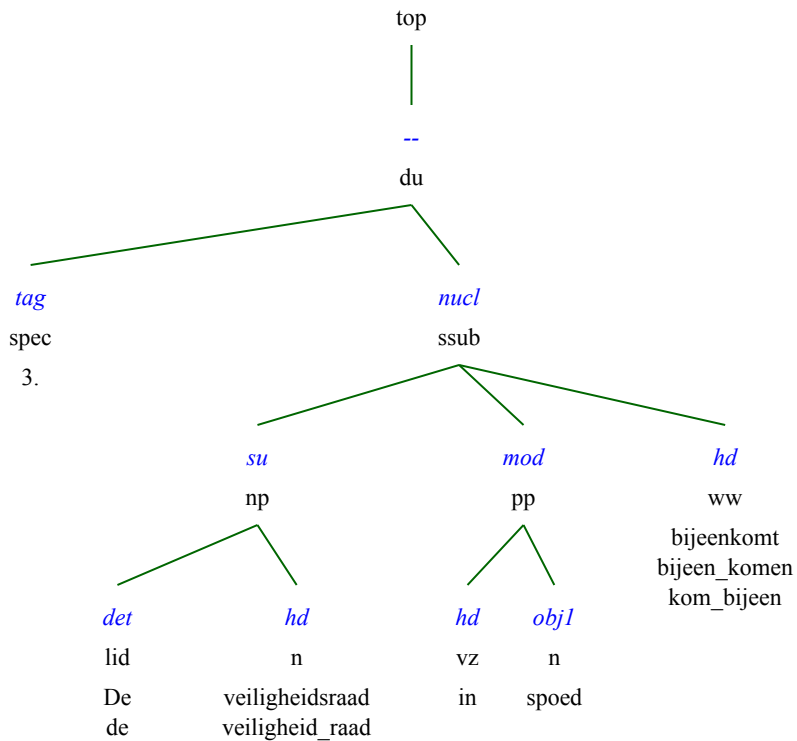 top
--
du
tag nucl
spec ssub
3.
su mod hd
np pp ww
bijeenkomt
bijeen_komen
kom_bijeen
det hd hd obj1
lid n vz n
De veiligheidsraad in spoed
de veiligheid_raad